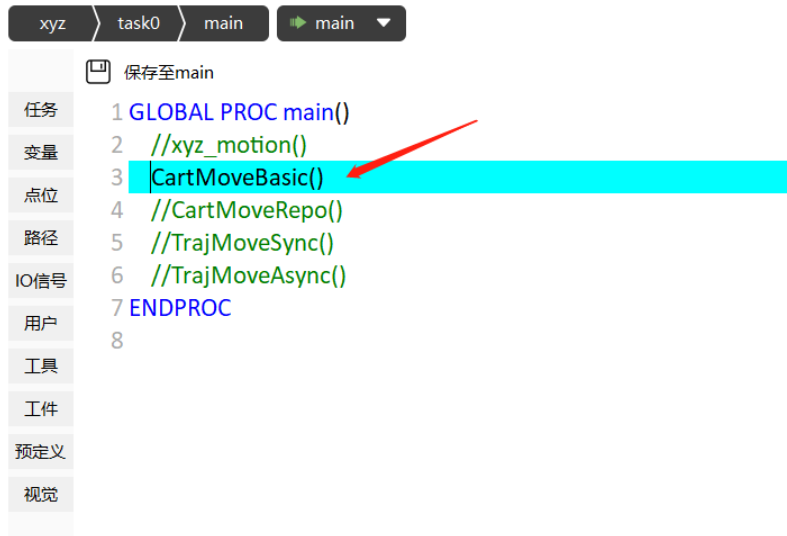 xyz task0 main main
保存至main
任务
变量
点位
路径
IO信号
用户
工具
工件
预定义
视觉
1 GLOBAL PROC main()
2 //xyz_motion()
3 CartMoveBasic()
4 //CartMoveRepo()
5 //TrajMoveSync()
6 //TrajMoveAsync()
7 ENDPROC
8